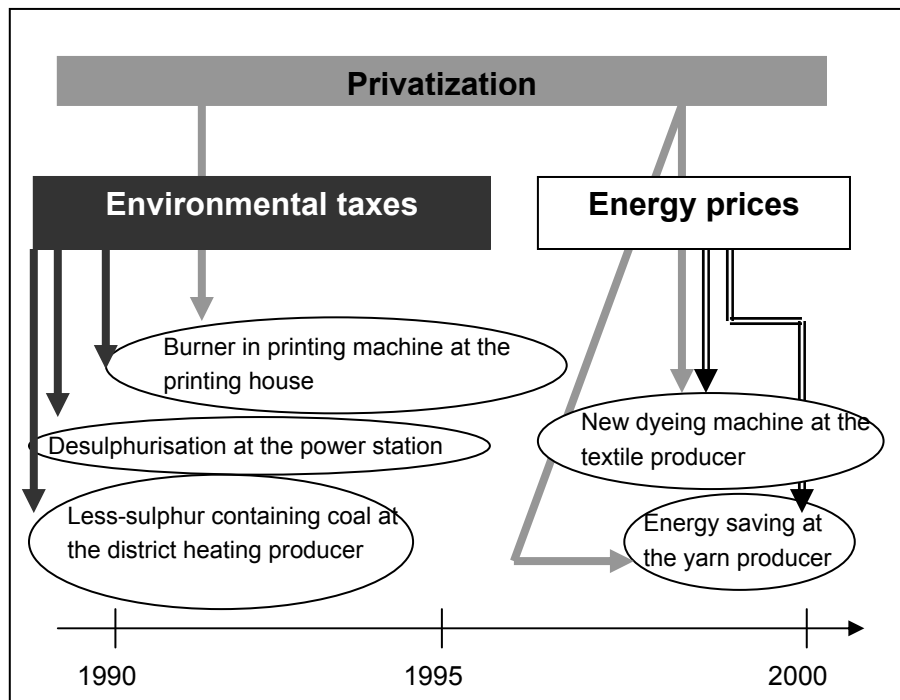 Privatization
Environmental taxes
Energy prices
Burner in printing machine at the
printing house
New dyeing machine at the
textile producer
Desulphurisation at the power station
Less-sulphur containing coal at
the district heating producer
Energy saving at
the yarn producer
1990
1995
2000